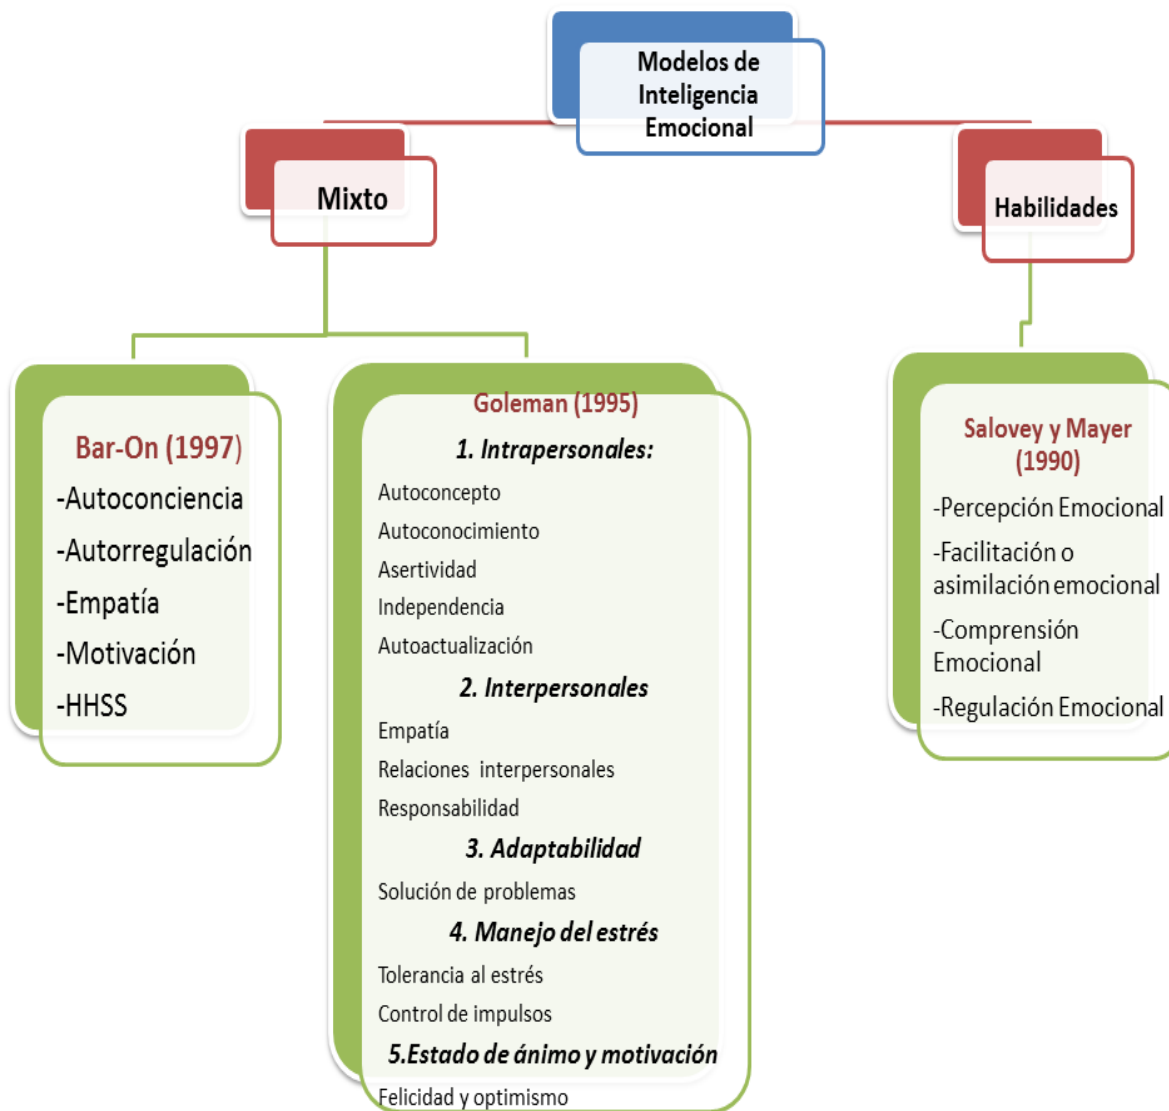 Modelos de
Inteligencia
Emocional
Mixto
Habilidades
Bar-On (1997)
-Autoconciencia
-Autorregulación
-Empatía
-Motivación
-HHSS
Goleman (1995)
1. Intrapersonales:
Autoconcepto
Autoconocimiento
Asertividad
Independencia
Autoactualización
2. Interpersonales
Empatía
Relaciones interpersonales
Responsabilidad
3. Adaptabilidad
Solución de problemas
4. Manejo del estrés
Tolerancia al estrés
Control de impulsos
5.Estado de ánimo y motivación
Felicidad y optimismo
Salovey y Mayer
(1990)
-Percepción Emocional
-Facilitación o
asimilación emocional
-Comprensión
Emocional
-Regulación Emocional